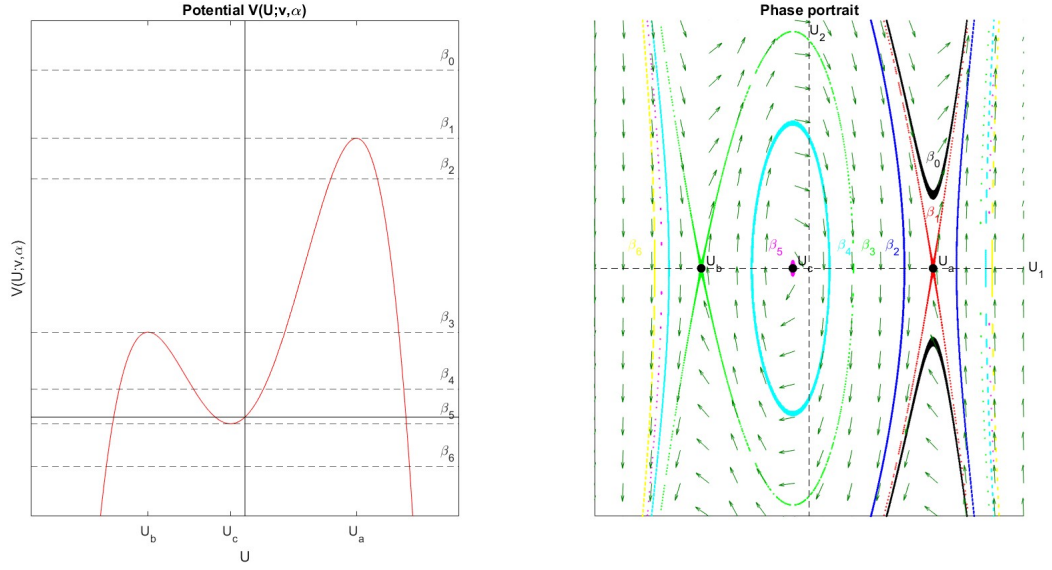 Potential V(U;v,α)
β0
β1
β2
β3
β4
β5
β6
V(U;v,α)
Ub
Uc
Ua
U
Phase portrait
U2
β0
β1
β6
β5
β4
β3
β2
Ub
Uc
Ua
U1